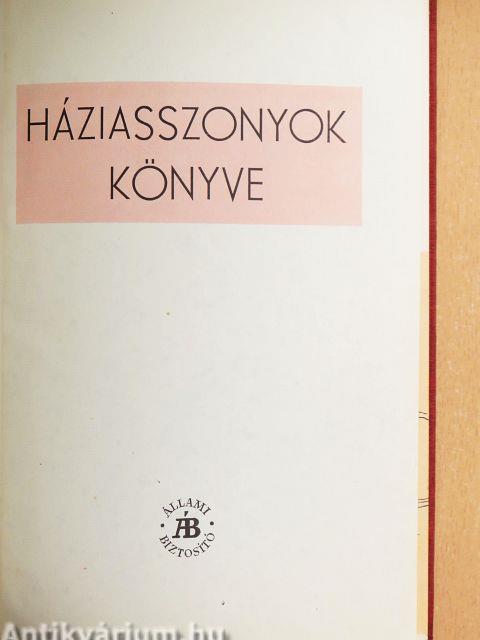 HÁZIASSZONYOK
KÖNYVE
ÁLLAMI
ÁB
BIZTOSÍTÓ
Antikvárium.hu